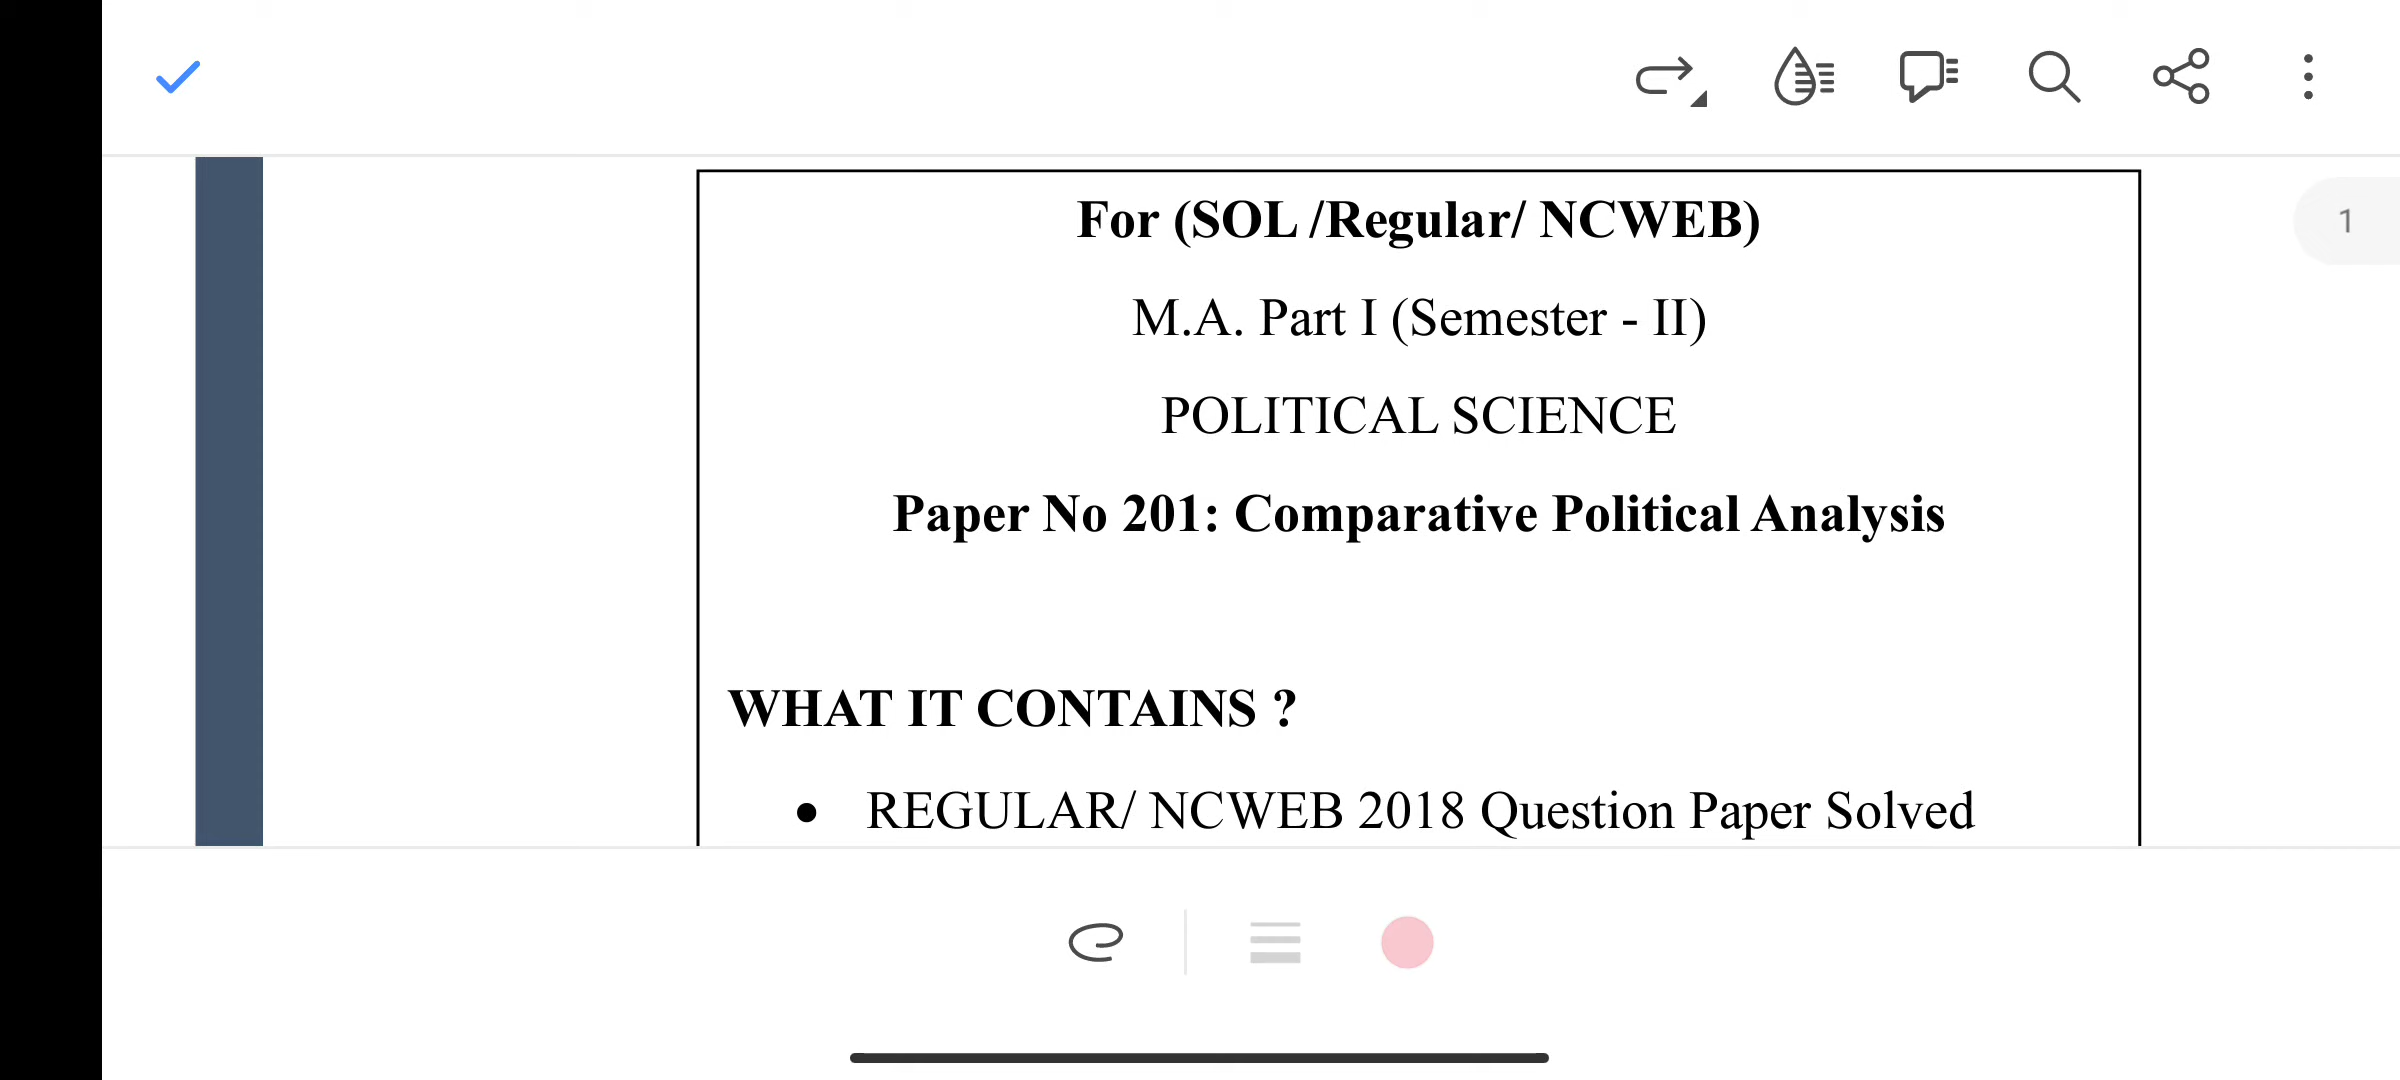 1
For (SOL /Regular/ NCWEB)
M.A. Part I (Semester - II)
POLITICAL SCIENCE
Paper No 201: Comparative Political Analysis
WHAT IT CONTAINS ?
• REGULAR/ NCWEB 2018 Question Paper Solved